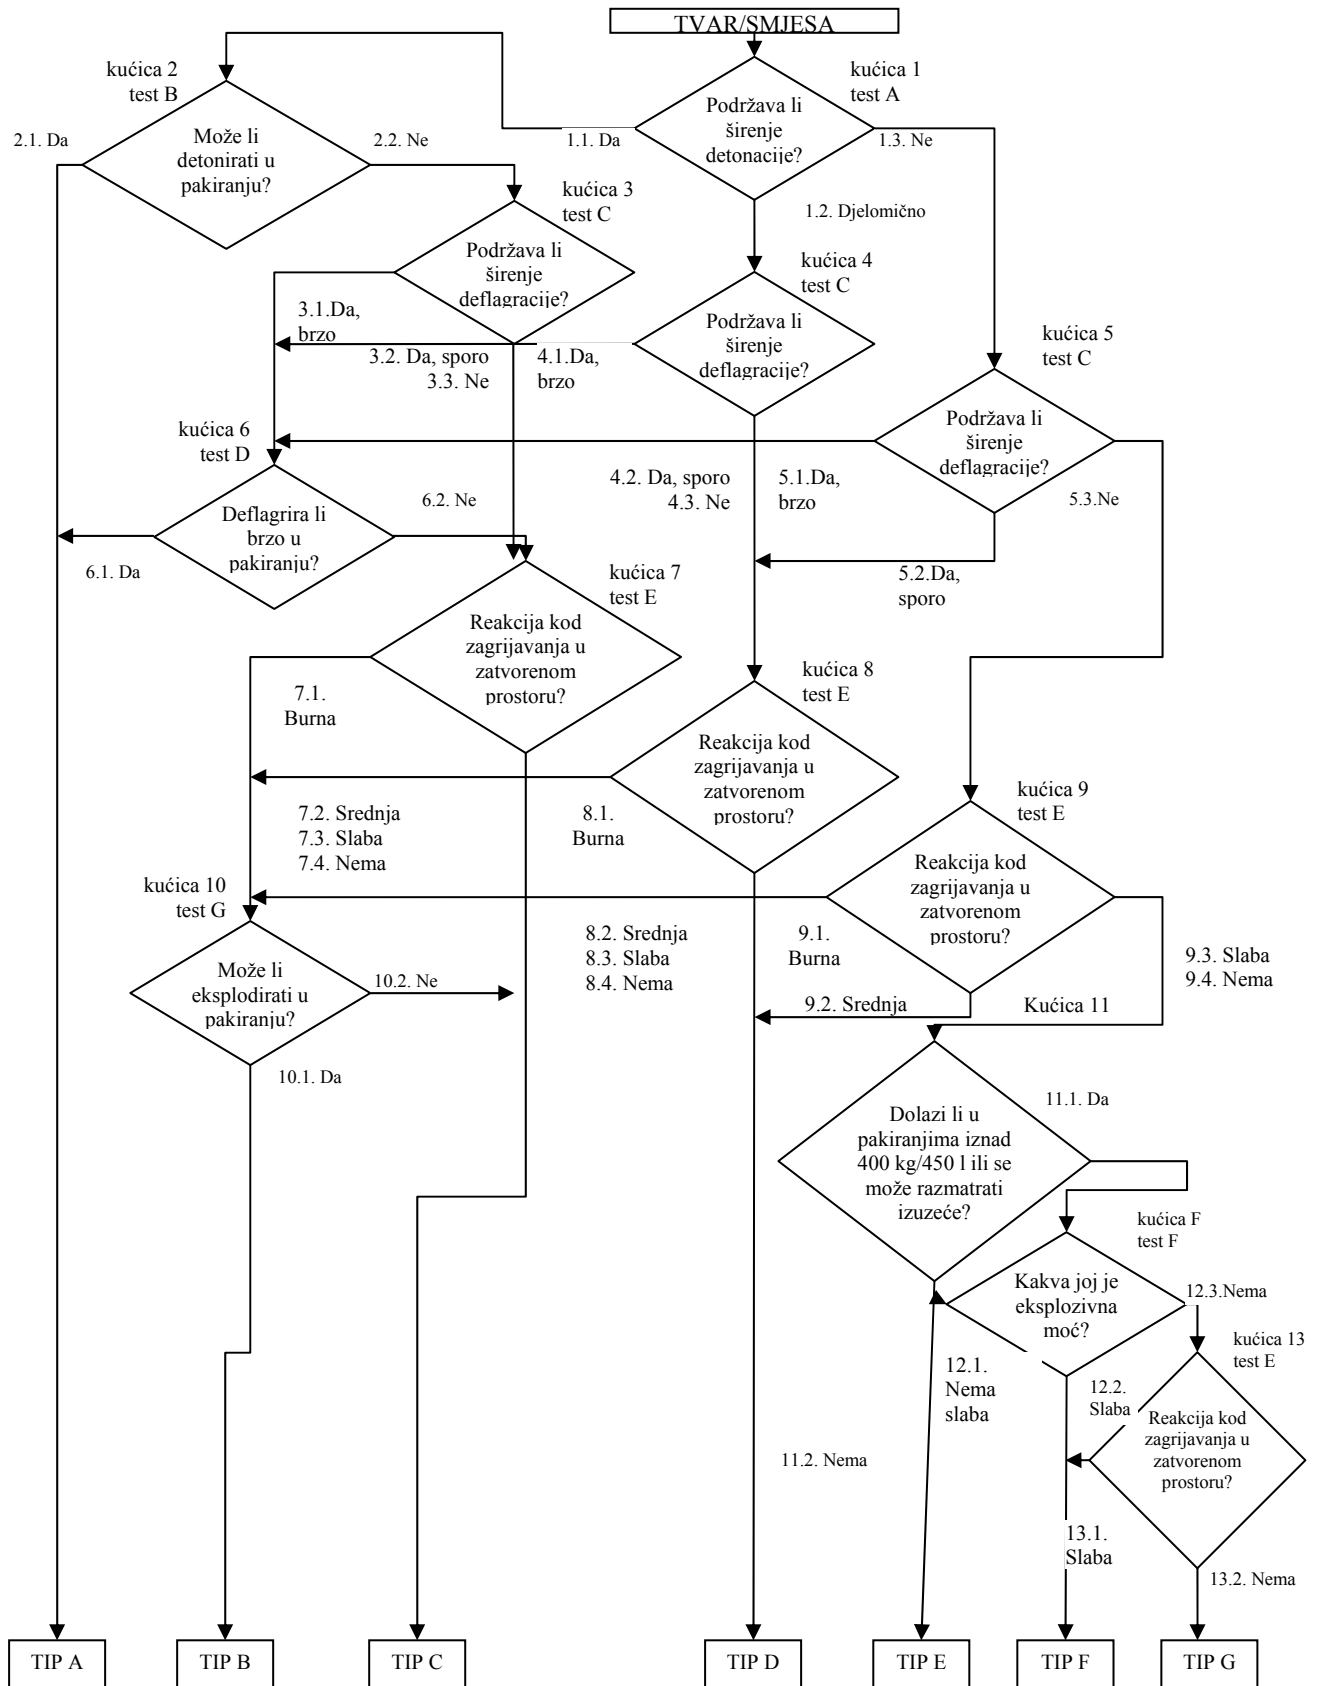 TVAR/SMJESA
kućica 1
test A
Podržava li
širenje
detonacije?
1.1. Da
1.3. Ne
1.2. Djelomično
kućica 2
test B
2.1. Da
Može li
detonirati u
pakiranju?
2.2. Ne
kućica 3
test C
Podržava li
širenje
deflagracije?
3.1.Da,
brzo
3.2. Da, sporo
3.3. Ne
kućica 4
test C
Podržava li
širenje
deflagracije?
4.1.Da,
brzo
4.2. Da, sporo
4.3. Ne
kućica 5
test C
Podržava li
širenje
deflagracije?
5.1.Da,
brzo
5.3.Ne
5.2.Da,
sporo
kućica 6
test D
Deflagrira li
brzo u
pakiranju?
6.2. Ne
6.1. Da
kućica 7
test E
Reakcija kod
zagrijavanja u
zatvorenom
prostoru?
7.1.
Burna
7.2. Srednja
7.3. Slaba
7.4. Nema
kućica 8
test E
Reakcija kod
zagrijavanja u
zatvorenom
prostoru?
8.1.
Burna
8.2. Srednja
8.3. Slaba
8.4. Nema
kućica 9
test E
Reakcija kod
zagrijavanja u
zatvorenom
prostoru?
9.1.
Burna
9.2. Srednja
9.3. Slaba
9.4. Nema
kućica 10
test G
Može li
eksplodirati u
pakiranju?
10.2. Ne
10.1. Da
Kućica 11
Dolazi li u
pakiranjima iznad
400 kg/450 l ili se
može razmatrati
izuzeće?
11.1. Da
11.2. Nema
kućica F
test F
Kakva joj je
eksplozivna
moć?
12.3.Nema
12.1.
Nema
slaba
12.2.
Slaba
kućica 13
test E
Reakcija kod
zagrijavanja u
zatvorenom
prostoru?
13.1.
Slaba
13.2. Nema
TIP A
TIP B
TIP C
TIP D
TIP E
TIP F
TIP G